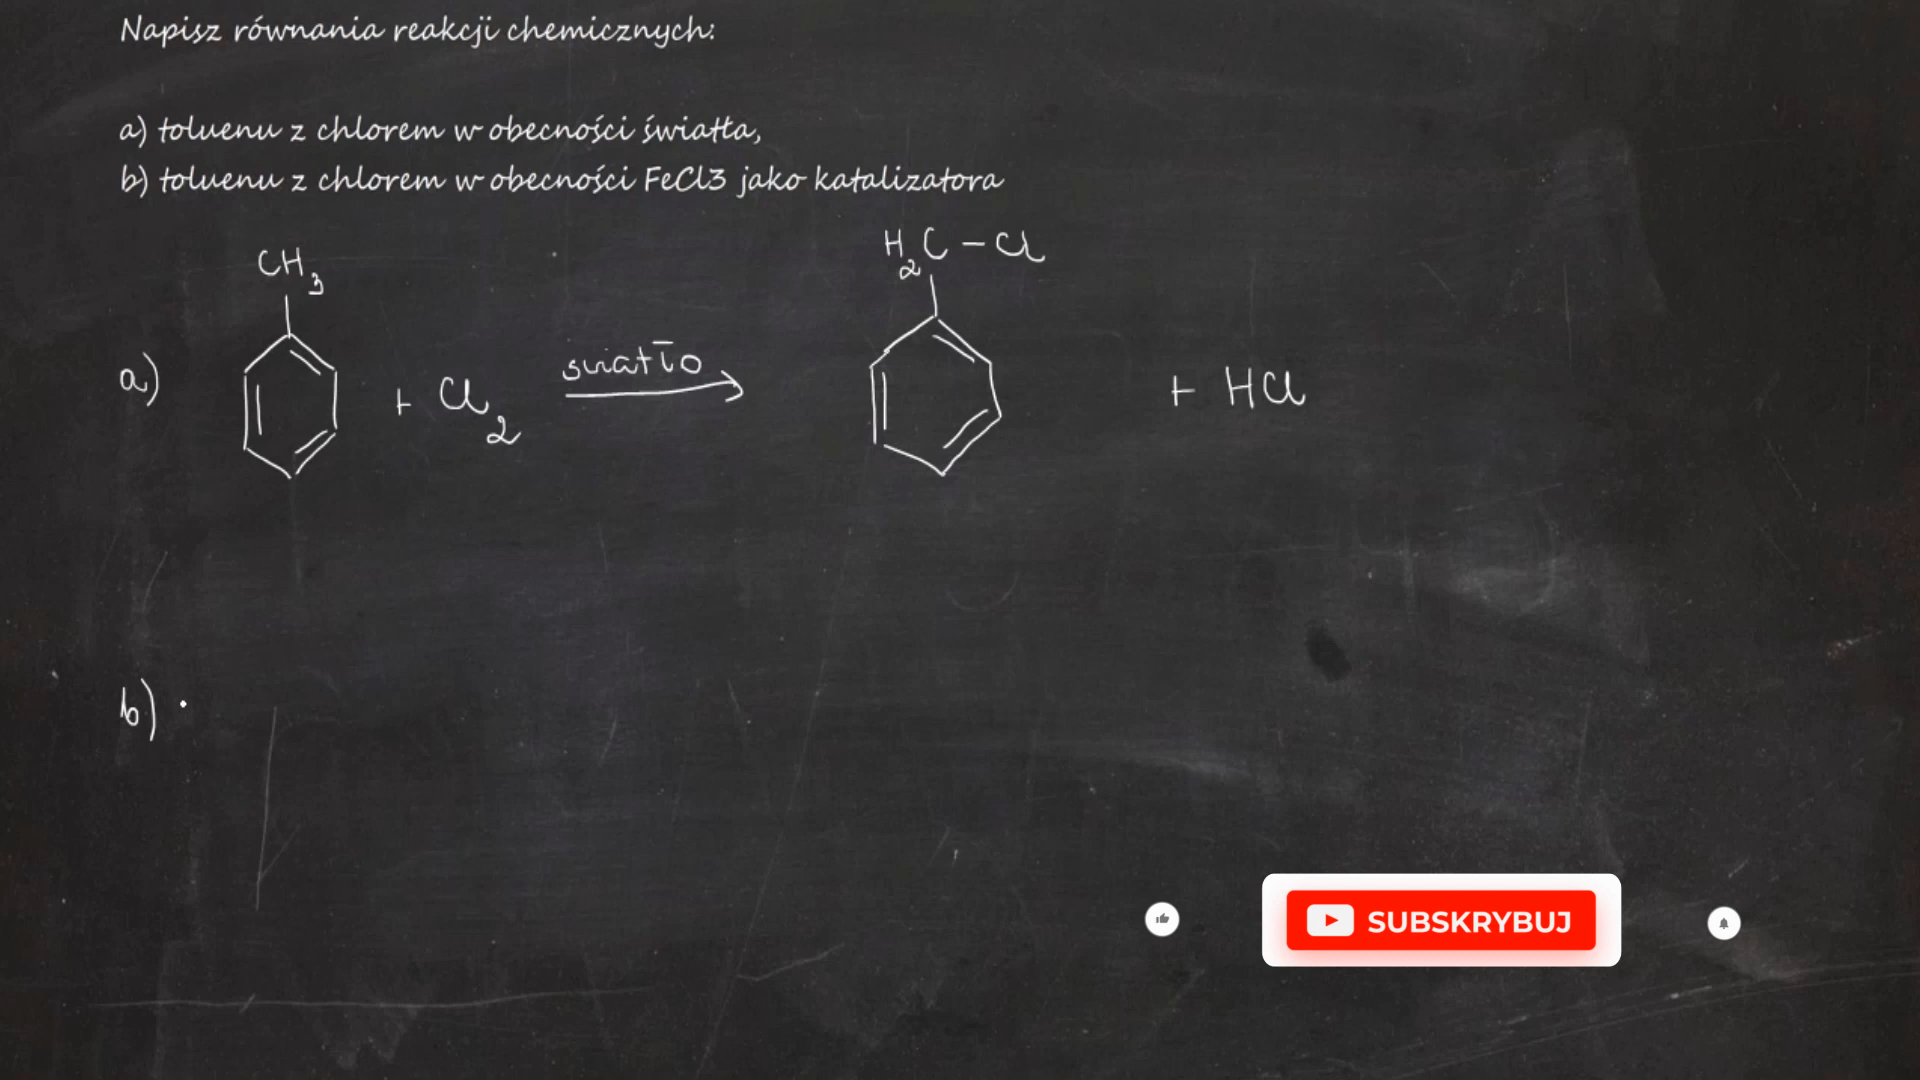 Napisz równania reakcji chemicznych:
a) toluenu z chlorem w obecności światła,
b) toluenu z chlorem w obecności FeCl3 jako katalizatora
CH3
H2C-Cl
a) + Cl2 światło + HCl
b)
SUBSKRYBUJ